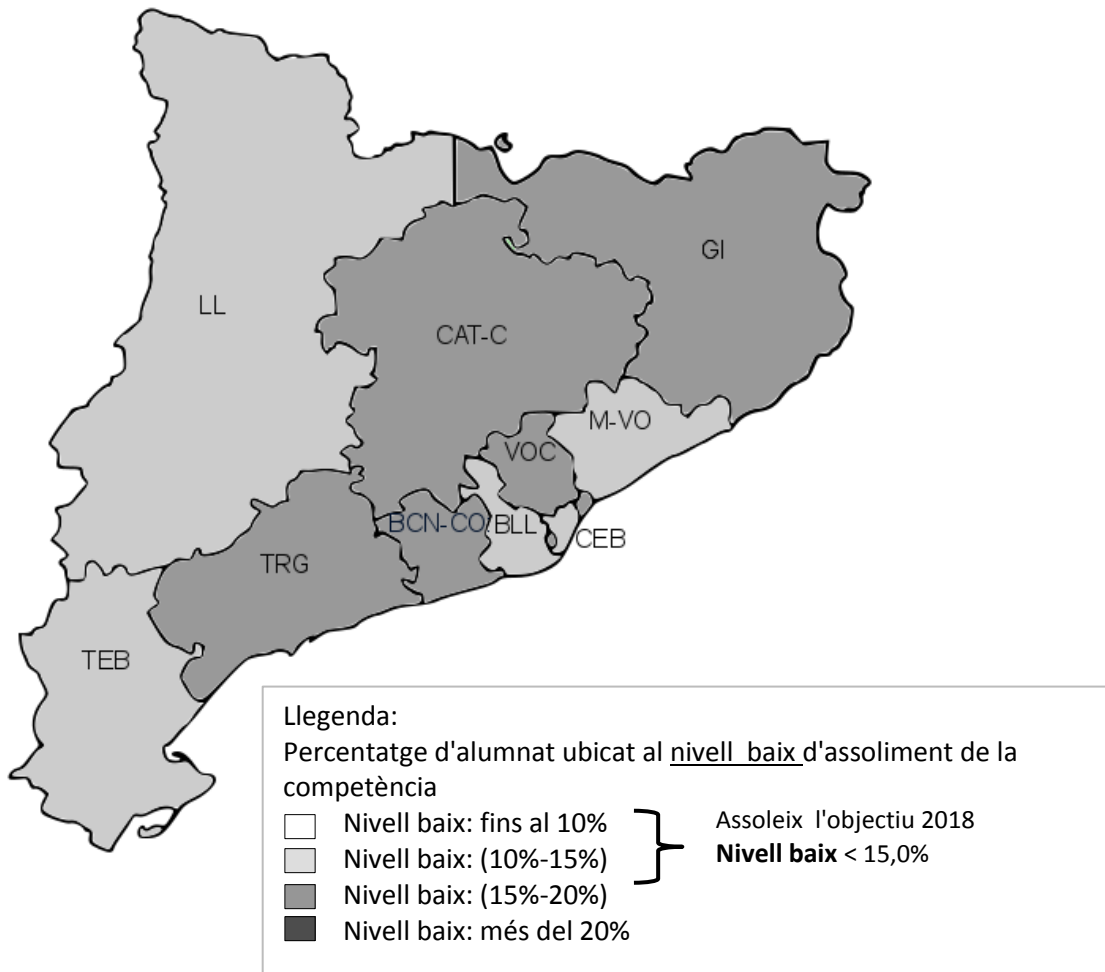 GI
LL
CAT-C
M-VO
VOC
BCN-CO
BLL
CEB
TRG
TEB
Llegenda:
Percentatge d'alumnat ubicat al nivell baix d'assoliment de la
competència
Nivell baix: fins al 10%
Nivell baix: (10%-15%)
Nivell baix: (15%-20%)
Nivell baix: més del 20%
Assoleix l'objectiu 2018
Nivell baix < 15,0%